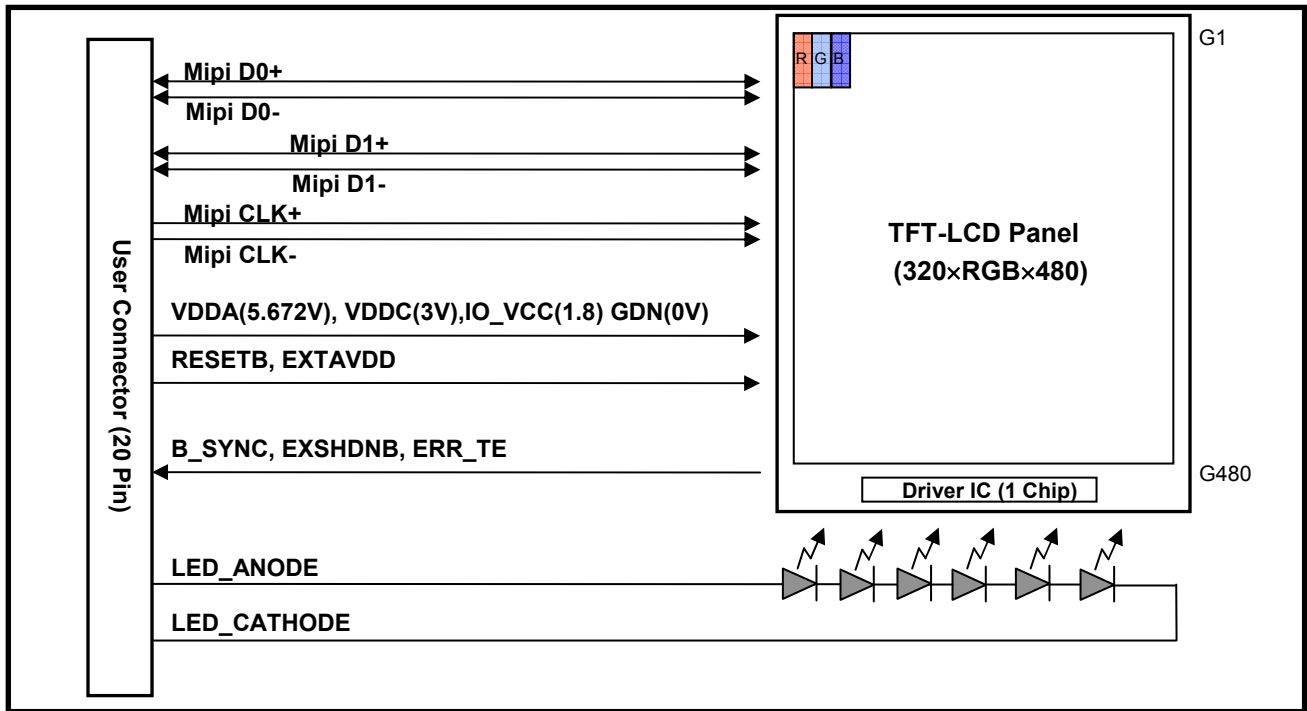 User Connector (20 Pin)
Mipi D0+
Mipi D0-
Mipi D1+
Mipi D1-
Mipi CLK+
Mipi CLK-
VDDA(5.672V), VDDC(3V),IO_VCC(1.8) GDN(0V)
RESETB, EXTAVDD
B_SYNC, EXSHDNB, ERR_TE
LED_ANODE
LED_CATHODE
R G B
G1
TFT-LCD Panel
(320×RGB×480)
G480
Driver IC (1 Chip)